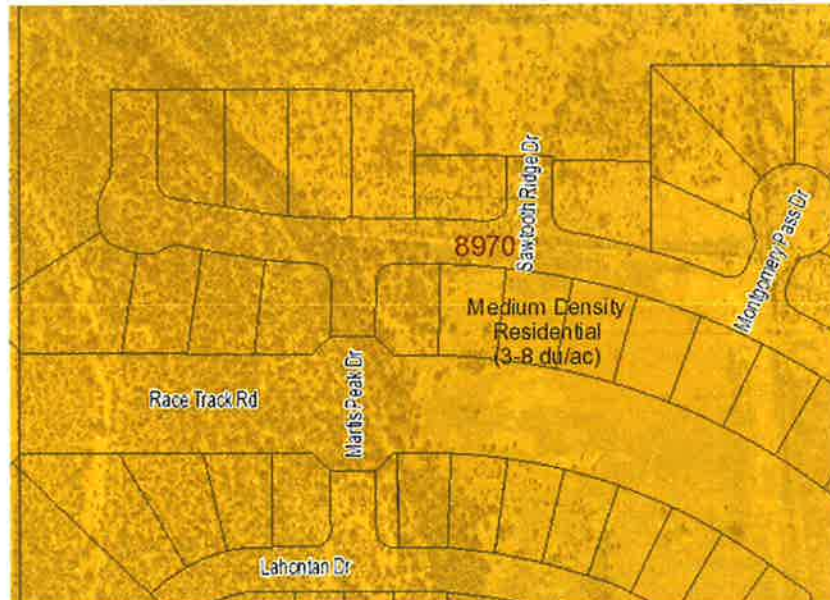 Sawtooth Ridge Dr
8970
Montgomery Pass Dr
Medium Density
Residential
(3-8 du/ac)
Race Track Rd
Martis Peak Dr
Lahontan Dr